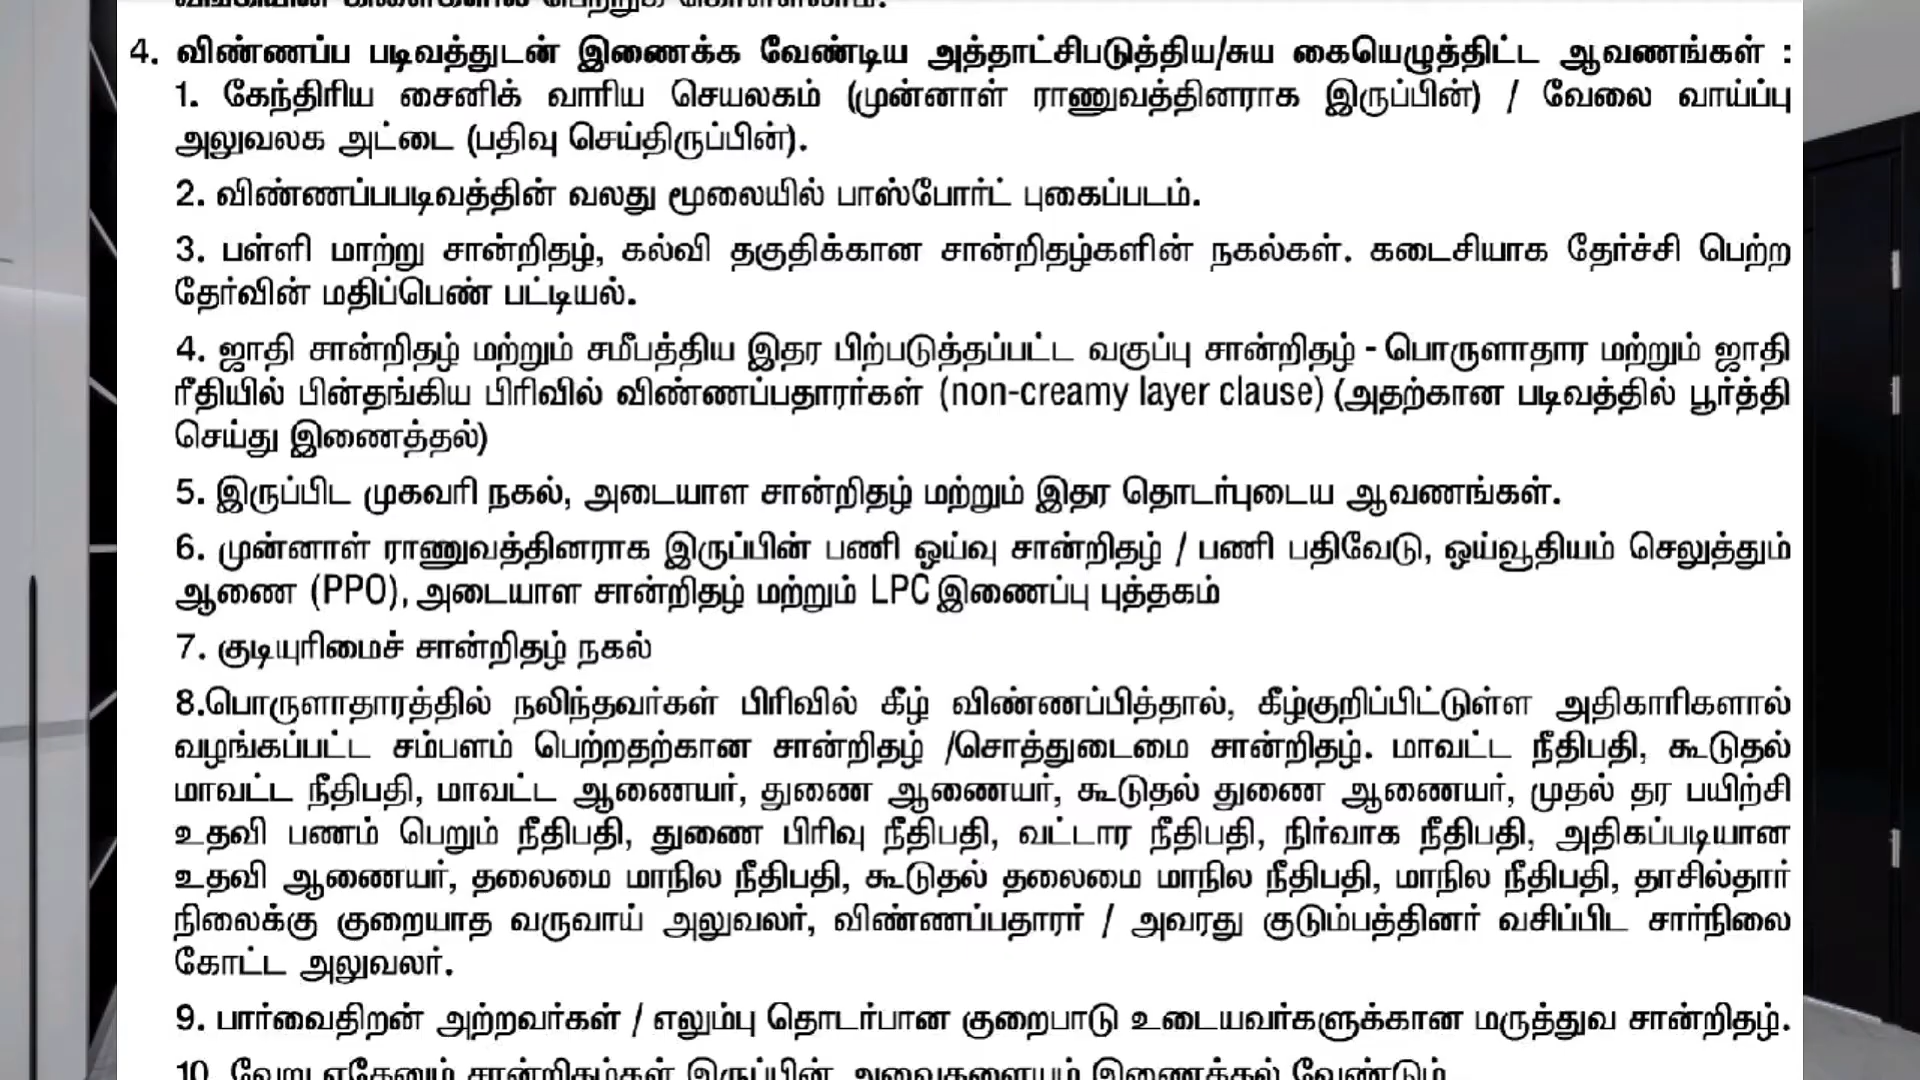 4. விண்ணப்ப படிவத்துடன் இணைக்க வேண்டிய அத்தாட்சிபடுத்திய/சுய கையெழுத்திட்ட ஆவணங்கள் :
1. கேந்திரிய சைனிக் வாரிய செயலகம் (முன்னாள் ராணுவத்தினராக இருப்பின்) / வேலை வாய்ப்பு
அலுவலக அட்டை (பதிவு செய்திருப்பின்).
2. விண்ணப்பபடிவத்தின் வலது மூலையில் பாஸ்போர்ட் புகைப்படம்.
3. பள்ளி மாற்று சான்றிதழ், கல்வி தகுதிக்கான சான்றிதழ்களின் நகல்கள். கடைசியாக தேர்ச்சி பெற்ற
தேர்வின் மதிப்பெண் பட்டியல்.
4. ஜாதி சான்றிதழ் மற்றும் சமீபத்திய இதர பிற்படுத்தப்பட்ட வகுப்பு சான்றிதழ் - பொருளாதார மற்றும் ஜாதி
ரீதியில் பின்தங்கிய பிரிவில் விண்ணப்பதாரர்கள் (non-creamy layer clause) (அதற்கான படிவத்தில் பூர்த்தி
செய்து இணைத்தல்)
5. இருப்பிட முகவரி நகல், அடையாள சான்றிதழ் மற்றும் இதர தொடர்புடைய ஆவணங்கள்.
6. முன்னாள் ராணுவத்தினராக இருப்பின் பணி ஓய்வு சான்றிதழ் / பணி பதிவேடு, ஓய்வூதியம் செலுத்தும்
ஆணை (PPO), அடையாள சான்றிதழ் மற்றும் LPC இணைப்பு புத்தகம்
7. குடியுரிமைச் சான்றிதழ் நகல்
8.பொருளாதாரத்தில் நலிந்தவர்கள் பிரிவில் கீழ் விண்ணப்பித்தால், கீழ்குறிப்பிட்டுள்ள அதிகாரிகளால்
வழங்கப்பட்ட சம்பளம் பெற்றதற்கான சான்றிதழ் /சொத்துடைமை சான்றிதழ். மாவட்ட நீதிபதி, கூடுதல்
மாவட்ட நீதிபதி, மாவட்ட ஆணையர், துணை ஆணையர், கூடுதல் துணை ஆணையர், முதல் தர பயிற்சி
உதவி பணம் பெறும் நீதிபதி, துணை பிரிவு நீதிபதி, வட்டார நீதிபதி, நிர்வாக நீதிபதி, அதிகப்படியான
உதவி ஆணையர், தலைமை மாநில நீதிபதி, கூடுதல் தலைமை மாநில நீதிபதி, மாநில நீதிபதி, தாசில்தார்
நிலைக்கு குறையாத வருவாய் அலுவலர், விண்ணப்பதாரர் / அவரது குடும்பத்தினர் வசிப்பிட சார்நிலை
கோட்ட அலுவலர்.
9. பார்வைதிறன் அற்றவர்கள் / எலும்பு தொடர்பான குறைபாடு உடையவர்களுக்கான மருத்துவ சான்றிதழ்.
10. வேறு ஏதேனும் சான்றிதழ்கள் இருப்பின் அவைகளையும் இணைத்தல் வேண்டும்.